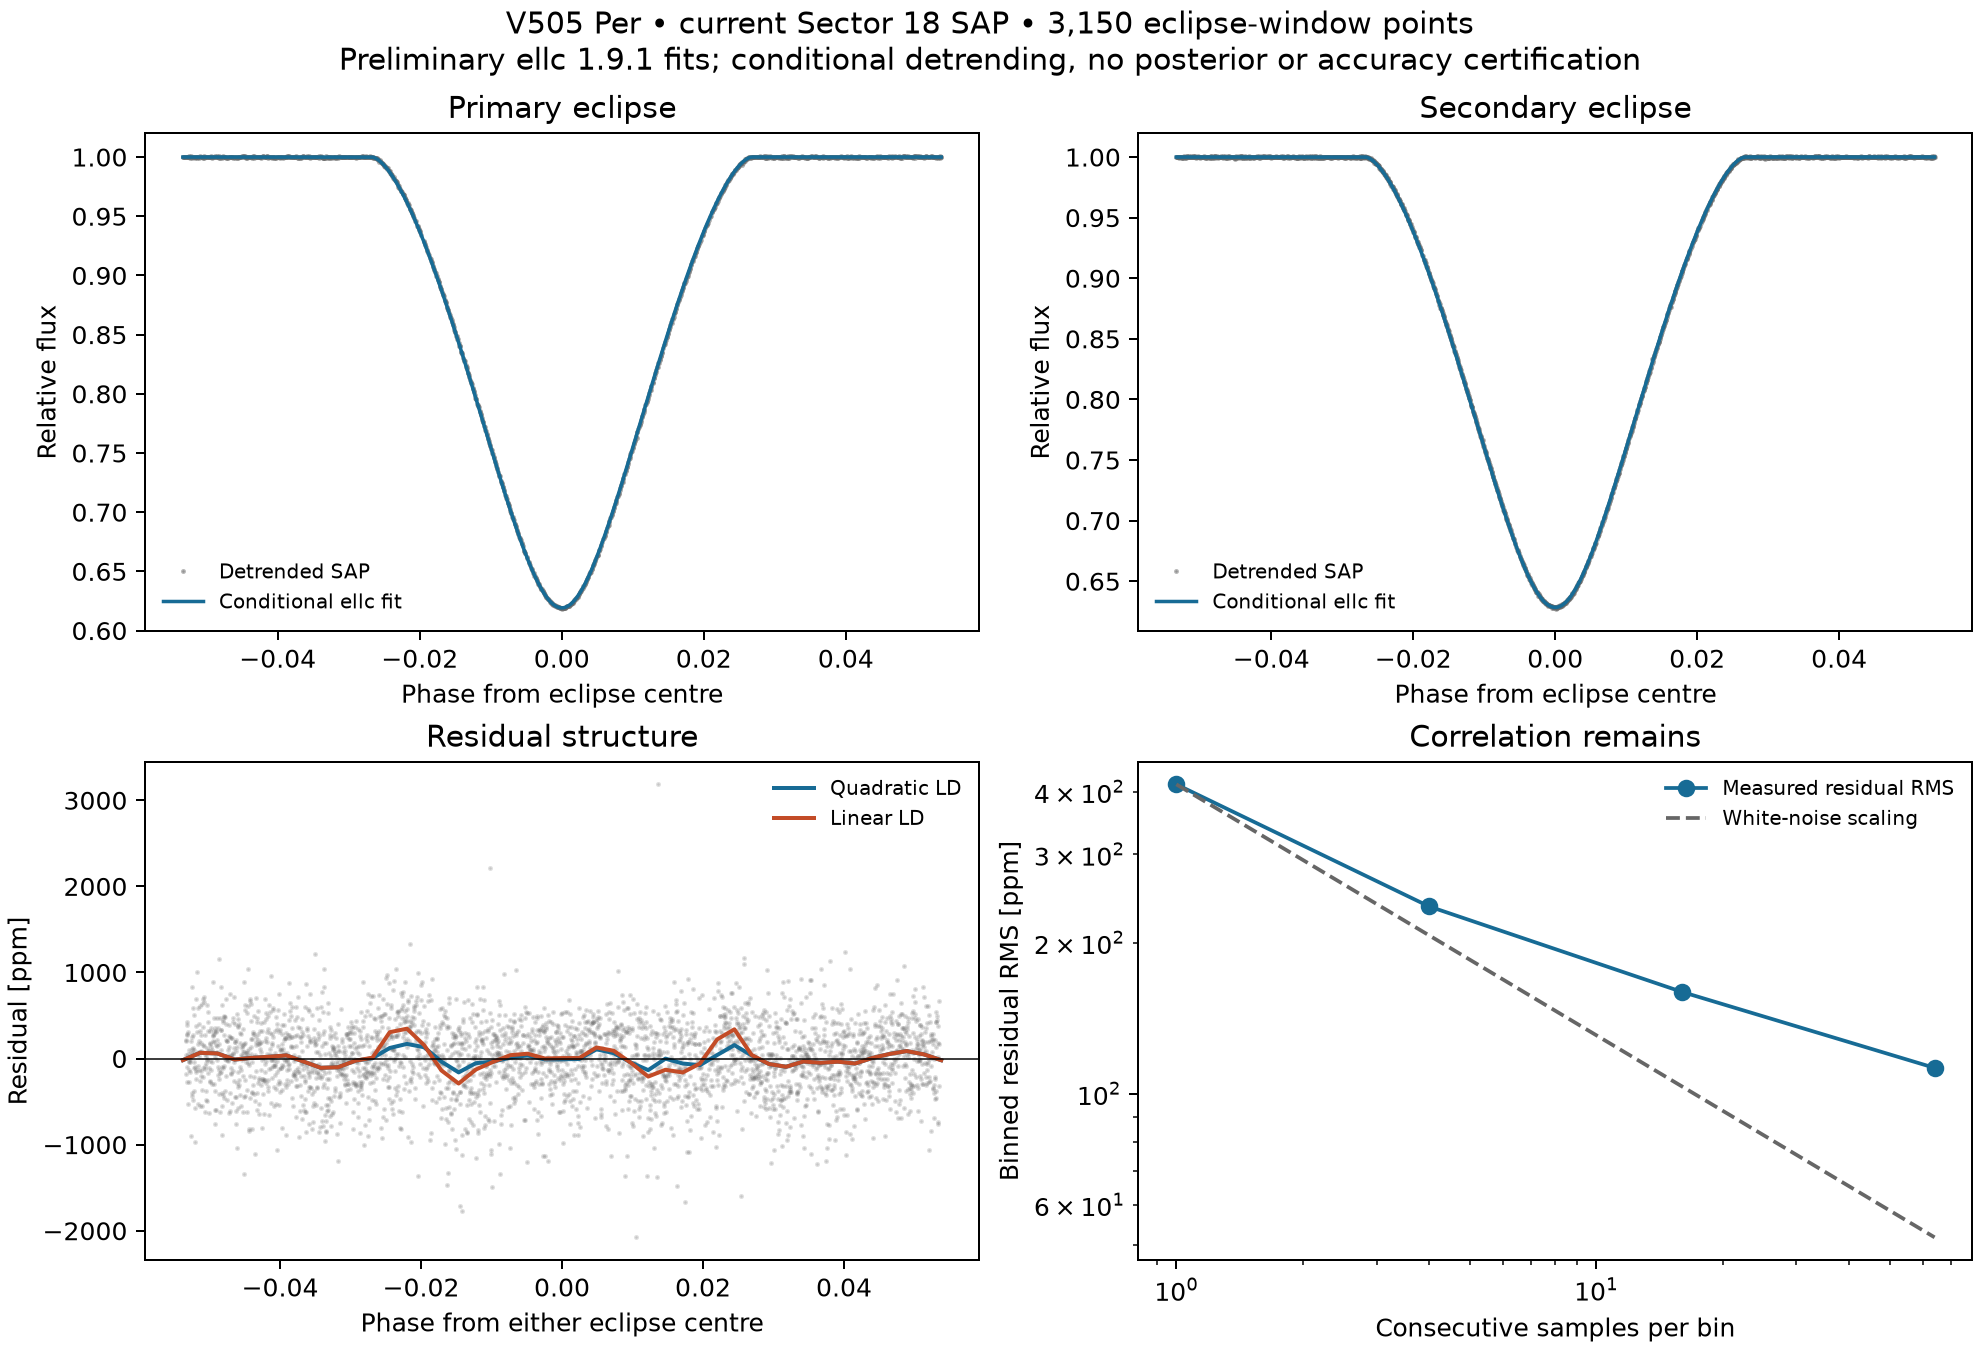 V505 Per • current Sector 18 SAP • 3,150 eclipse-window points
Preliminary ellc 1.9.1 fits; conditional detrending, no posterior or accuracy certification
Primary eclipse
1.00
0.95
0.90
0.85
0.80
0.75
0.70
0.65
0.60
Relative flux
Detrended SAP
Conditional ellc fit
−0.04
−0.02
0.00
0.02
0.04
Phase from eclipse centre
Secondary eclipse
1.00
0.95
0.90
0.85
0.80
0.75
0.70
0.65
Relative flux
Detrended SAP
Conditional ellc fit
−0.04
−0.02
0.00
0.02
0.04
Phase from eclipse centre
Residual structure
3000
2000
1000
0
−1000
−2000
Residual [ppm]
Quadratic LD
Linear LD
−0.04
−0.02
0.00
0.02
0.04
Phase from either eclipse centre
Correlation remains
4 × 10²
3 × 10²
2 × 10²
10²
6 × 10¹
Binned residual RMS [ppm]
Measured residual RMS
White-noise scaling
10⁰
10¹
Consecutive samples per bin